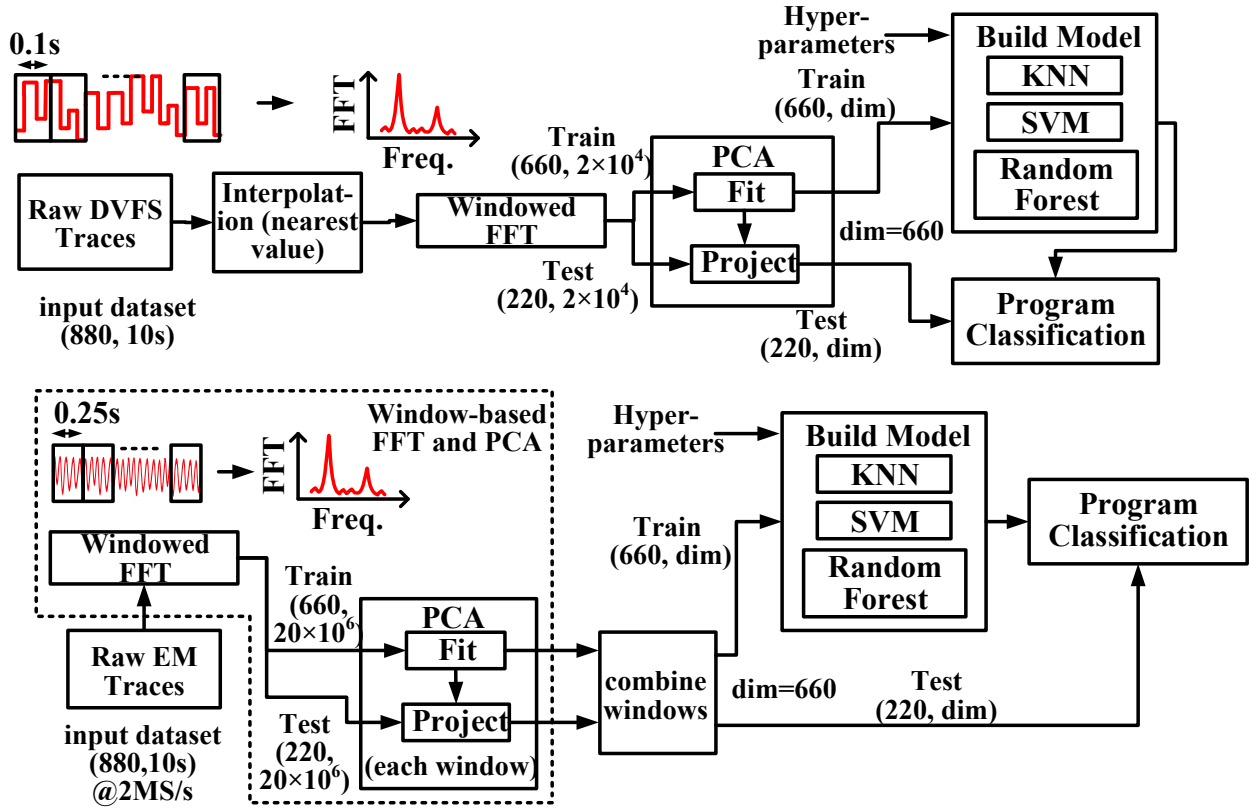 0.1s
FFT
Freq.
Raw DVFS
Traces
input dataset
(880, 10s)
Interpolat-
ion (nearest
value)
Windowed
FFT
Train
(660, 2×10⁴)
Test
(220, 2×10⁴)
PCA
Fit
Project
Hyper-
parameters
Train
(660, dim)
dim=660
Test
(220, dim)
Build Model
KNN
SVM
Random
Forest
Program
Classification
0.25s
Window-based
FFT and PCA
FFT
Freq.
Windowed
FFT
Raw EM
Traces
input dataset
(880,10s)
@2MS/s
Train
(660,
20×10⁶)
Test
(220,
20×10⁶)
PCA
Fit
Project
(each window)
combine
windows
Hyper-
parameters
Train
(660, dim)
dim=660
Test
(220, dim)
Build Model
KNN
SVM
Random
Forest
Program
Classification